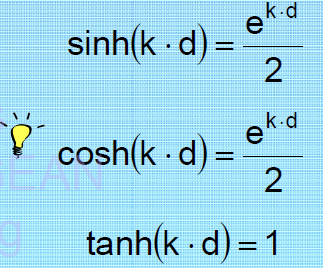 sinh(k · d) = e^(k·d) / 2
cosh(k · d) = e^(k·d) / 2
tanh(k · d) = 1